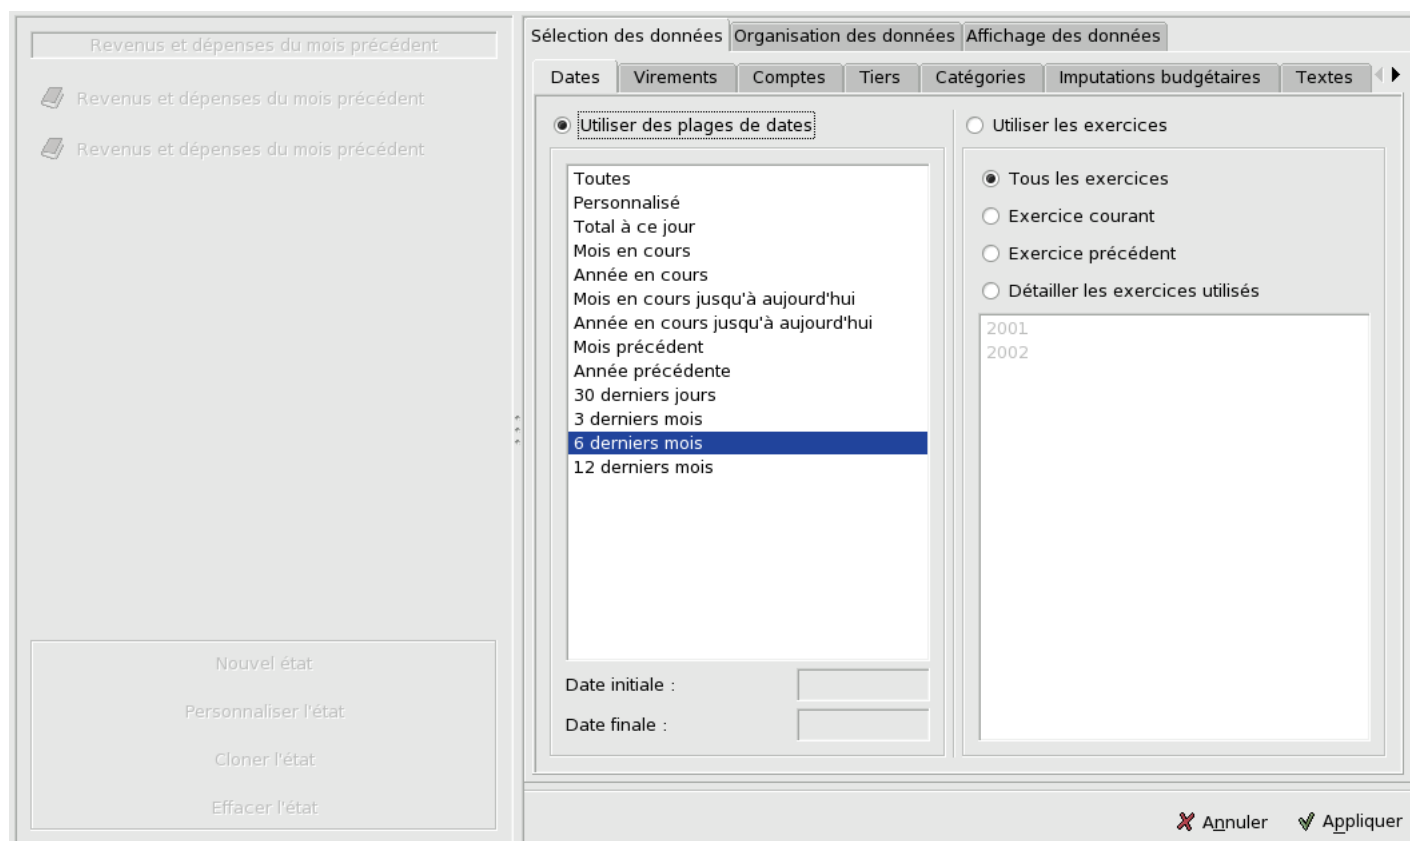 Revenus et dépenses du mois précédent
Revenus et dépenses du mois précédent
Revenus et dépenses du mois précédent
Nouvel état
Personnaliser l'état
Cloner l'état
Effacer l'état
Sélection des données Organisation des données Affichage des données
Dates Virements Comptes Tiers Catégories Imputations budgétaires Textes
Utiliser des plages de dates
Toutes
Personnalisé
Total à ce jour
Mois en cours
Année en cours
Mois en cours jusqu'à aujourd'hui
Année en cours jusqu'à aujourd'hui
Mois précédent
Année précédente
30 derniers jours
3 derniers mois
6 derniers mois
12 derniers mois
Date initiale :
Date finale :
Utiliser les exercices
Tous les exercices
Exercice courant
Exercice précédent
Détailler les exercices utilisés
2001
2002
Annuler Appliquer